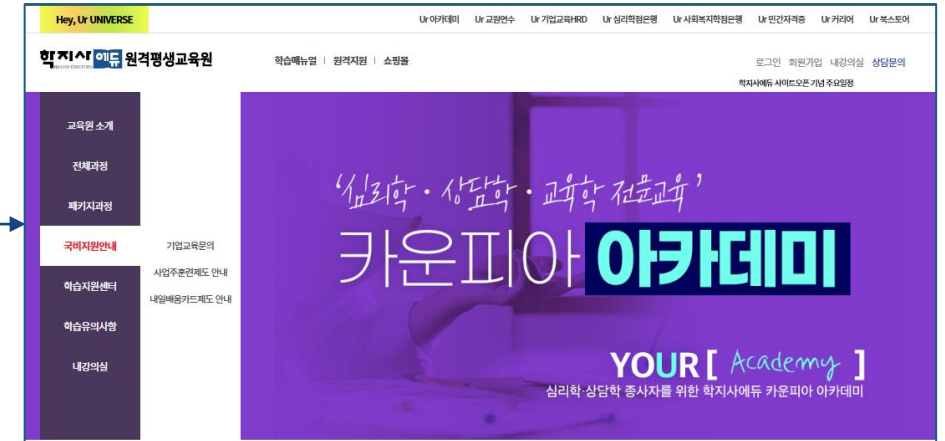 Hey, Ur UNIVERSE
Ur 아카데미 Ur 교원연수 Ur 기업교육HRD Ur 심리학점은행 Ur 사회복지학점은행 Ur 민간자격증 Ur 커리어 Ur 북스토어
학지사 에듀 원격평생교육원
학습매뉴얼 | 원격지원 | 쇼핑몰
로그인 회원가입 내강의실 상담문의
학지사에듀 사이트오픈 기념 주요일정
교육원 소개
전체과정
패키지과정
국비지원안내
학습지원센터
학습유의사항
내강의실
기업교육문의
사업주훈련제도 안내
내일배움카드제도 안내
'심리학 · 상담학 · 교육학 전문교육'
카운피아 아카데미
YOUR [ Academy ]
심리학·상담학 종사자를 위한 학지사에듀 카운피아 아카데미